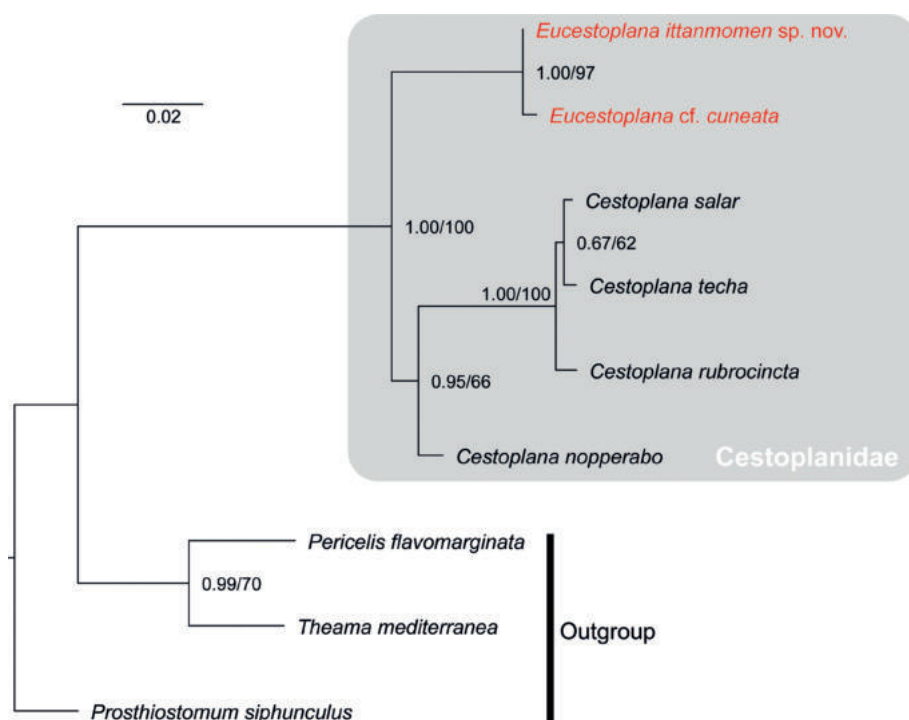 Eucestoplana ittanmomen sp. nov.
1.00/97
0.02
Eucestoplana cf. cuneata
Cestoplana salar
1.00/100
0.67/62
1.00/100
Cestoplana techa
Cestoplana rubrocincta
0.95/66
Cestoplana nopperabo
Cestoplanidae
Pericelis flavomarginata
0.99/70
Theama mediterranea
Outgroup
Prosthiostomum siphunculus